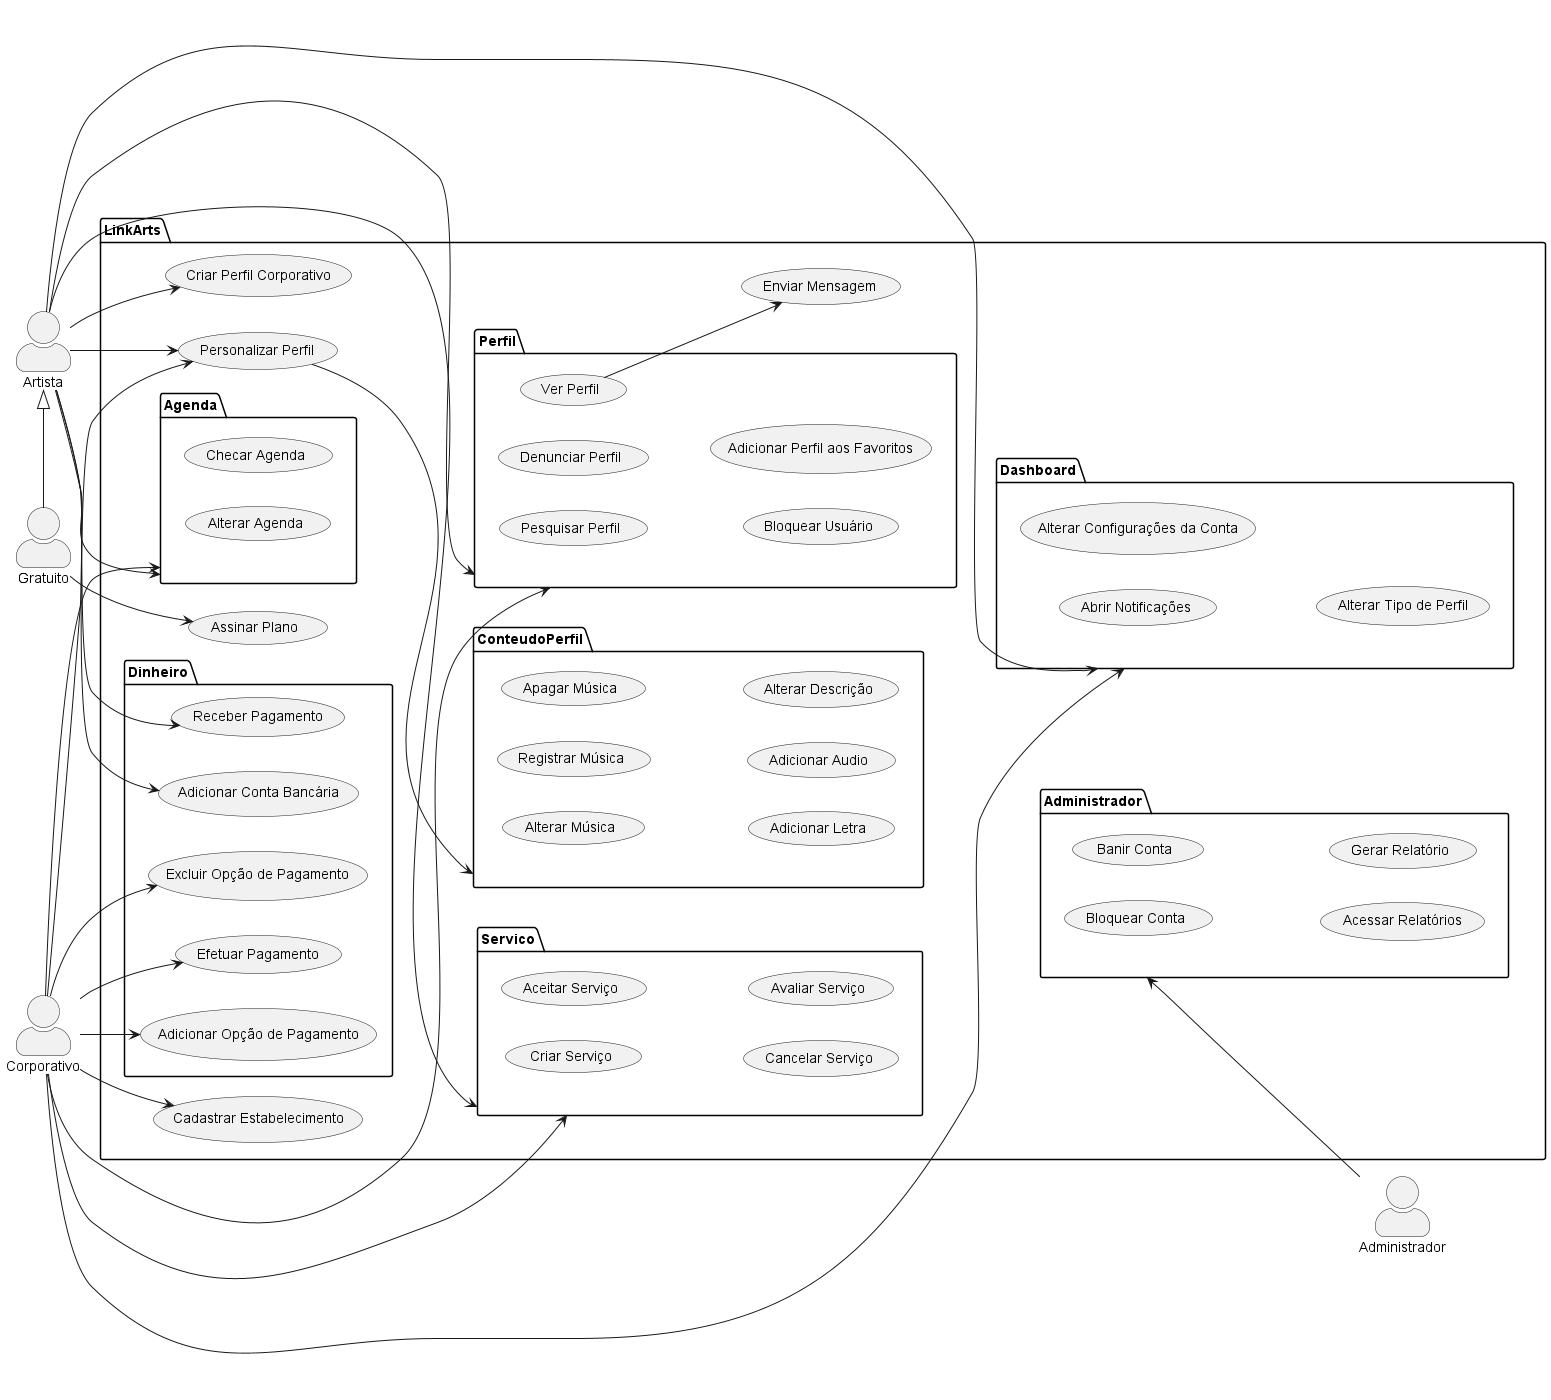 LinkArts
Criar Perfil Corporativo
Enviar Mensagem
Personalizar Perfil
Perfil
Artista
Ver Perfil
Agenda
Checar Agenda
Denunciar Perfil
Adicionar Perfil aos Favoritos
Dashboard
Alterar Agenda
Pesquisar Perfil
Bloquear Usuário
Alterar Configurações da Conta
Gratuito
Abrir Notificações
Alterar Tipo de Perfil
Assinar Plano
ConteudoPerfil
Dinheiro
Apagar Música
Alterar Descrição
Receber Pagamento
Registrar Música
Adicionar Audio
Adicionar Conta Bancária
Administrador
Alterar Música
Adicionar Letra
Banir Conta
Gerar Relatório
Excluir Opção de Pagamento
Bloquear Conta
Acessar Relatórios
Servico
Efetuar Pagamento
Aceitar Serviço
Avaliar Serviço
Adicionar Opção de Pagamento
Criar Serviço
Cancelar Serviço
Corporativo
Cadastrar Estabelecimento
Administrador